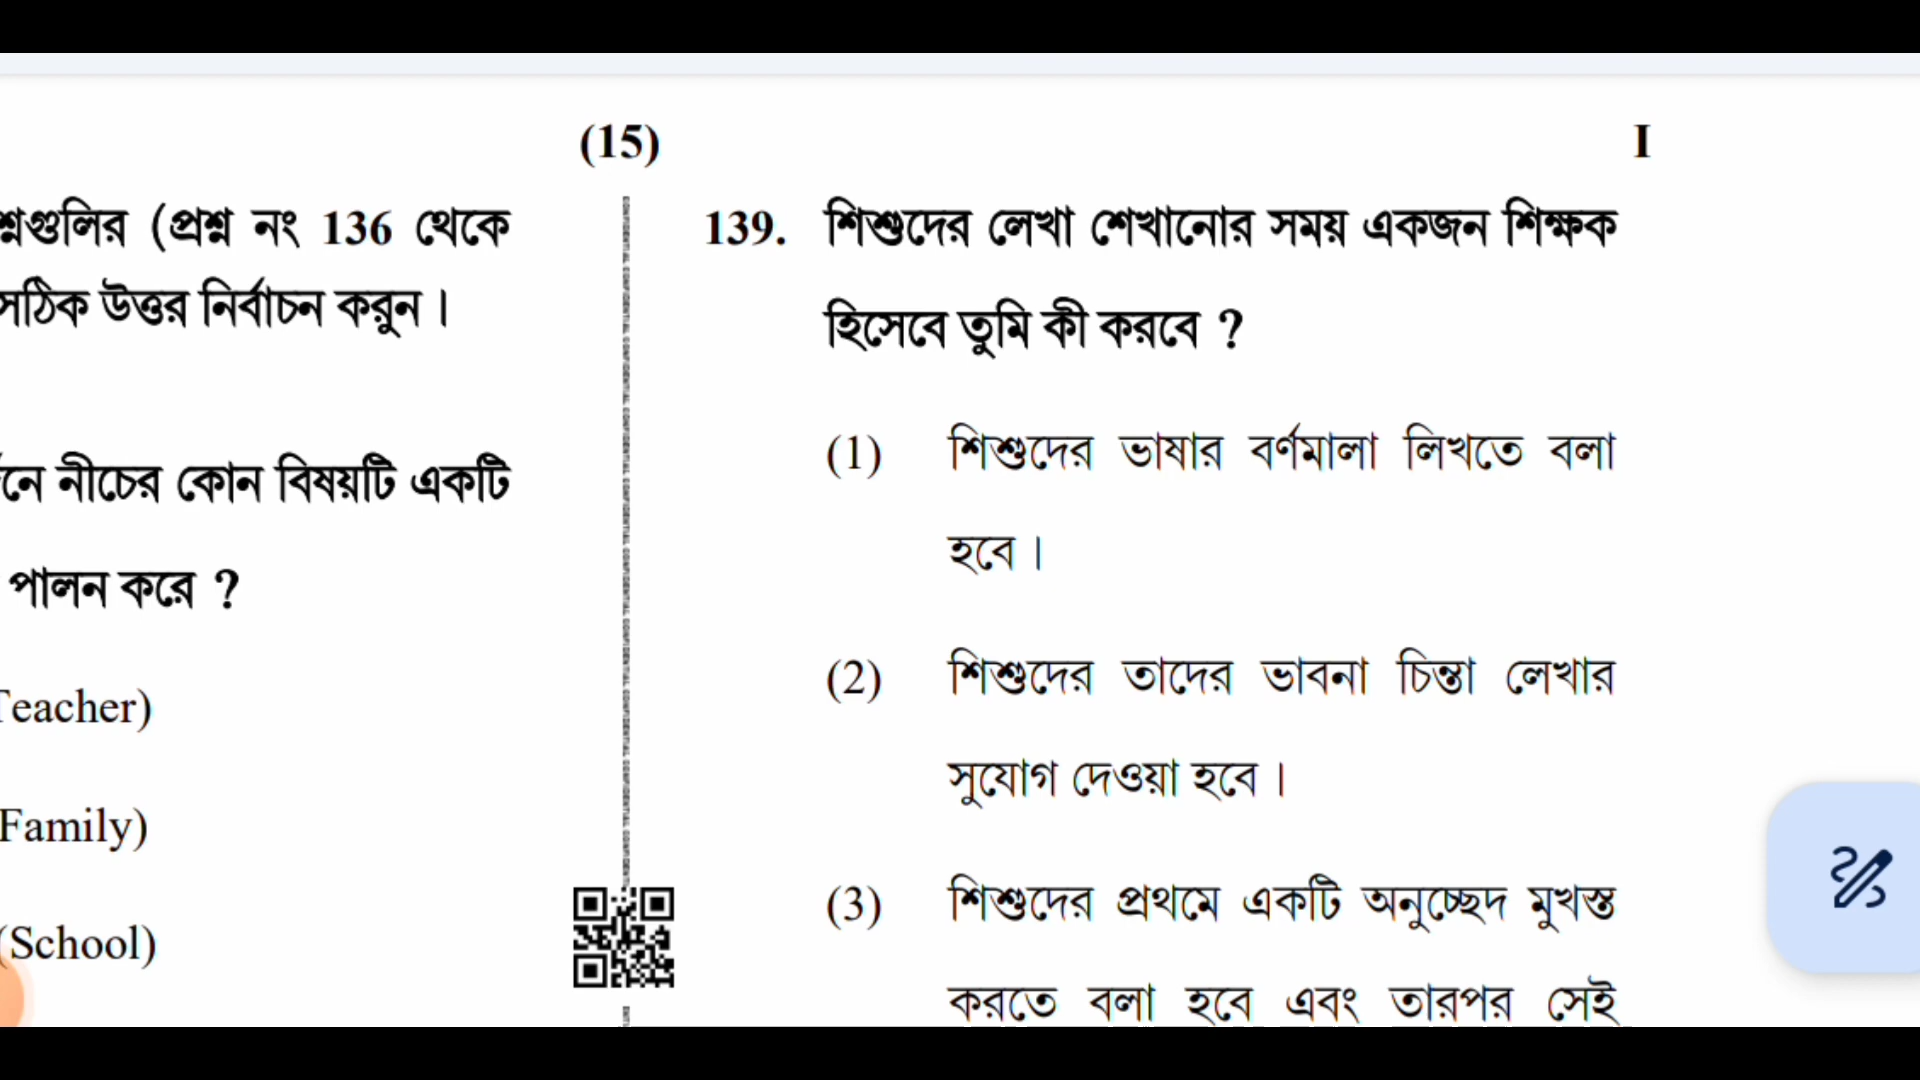 (15)
I
শ্নগুলির (প্রশ্ন নং 136 থেকে
সঠিক উত্তর নির্বাচন করুন।
নে নীচের কোন বিষয়টি একটি
পালন করে ?
Teacher)
Family)
(School)
139. শিশুদের লেখা শেখানোর সময় একজন শিক্ষক
হিসেবে তুমি কী করবে ?
(1) শিশুদের ভাষার বর্ণমালা লিখতে বলা
হবে।
(2) শিশুদের তাদের ভাবনা চিন্তা লেখার
সুযোগ দেওয়া হবে।
(3) শিশুদের প্রথমে একটি অনুচ্ছেদ মুখস্ত
করতে বলা হবে এবং তারপর সেই